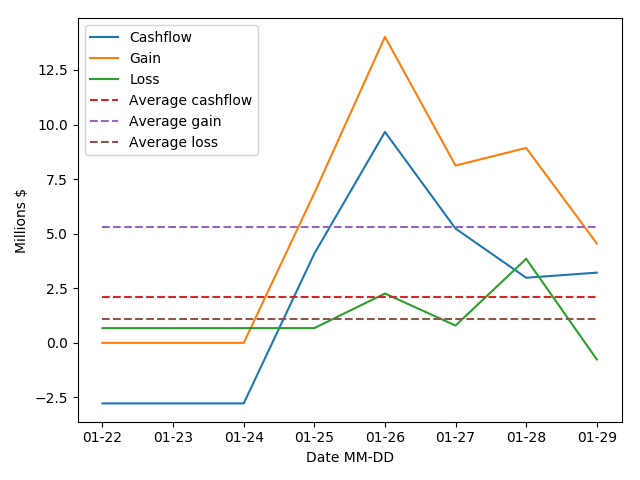 Cashflow
Gain
Loss
Average cashflow
Average gain
Average loss
12.5
10.0
7.5
5.0
2.5
0.0
−2.5
Millions $
01-22 01-23 01-24 01-25 01-26 01-27 01-28 01-29
Date MM-DD